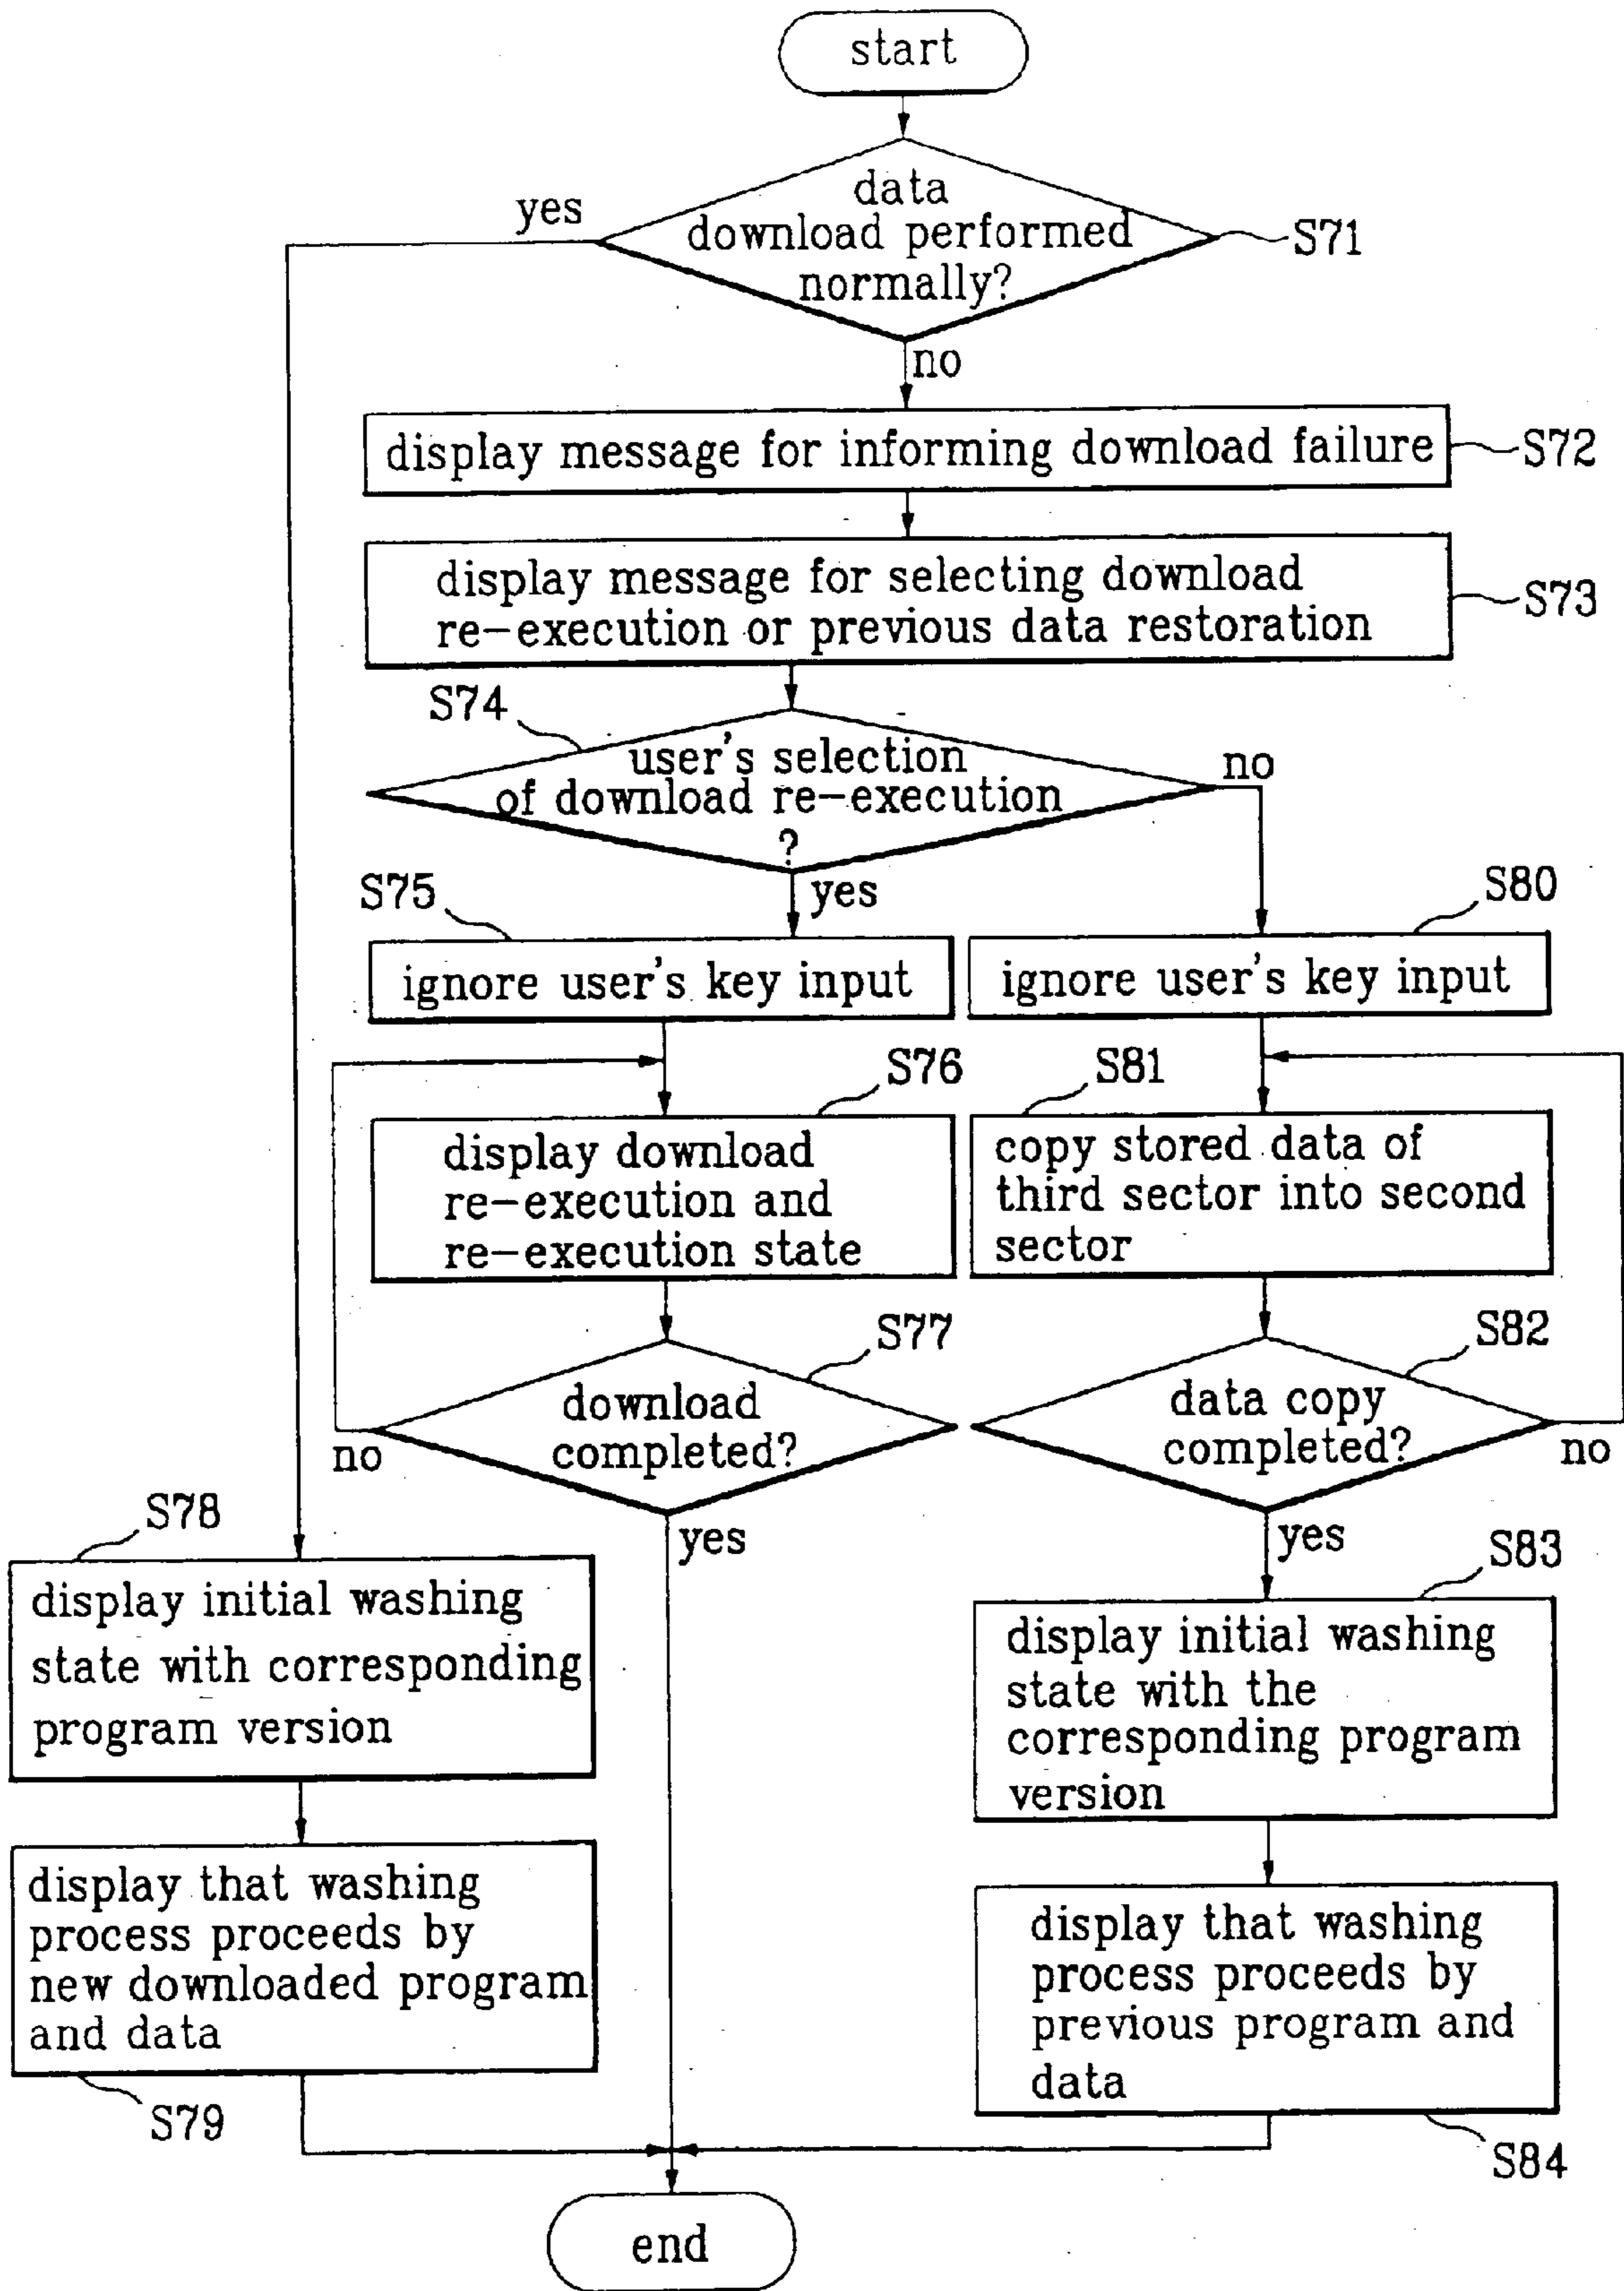 start
data
download performed
normally?
yes
S71
no
display message for informing download failure
S72
display message for selecting download
re-execution or previous data restoration
S73
S74
user's selection
of download re-execution
?
no
yes
S75
S80
ignore user's key input
ignore user's key input
S76
S81
display download
re-execution and
re-execution state
copy stored data of
third sector into second
sector
S77
S82
download
completed?
no
yes
data copy
completed?
no
yes
S78
display initial washing
state with corresponding
program version
S83
display initial washing
state with the
corresponding program
version
display that washing
process proceeds by
new downloaded program
and data
S79
display that washing
process proceeds by
previous program and
data
S84
end